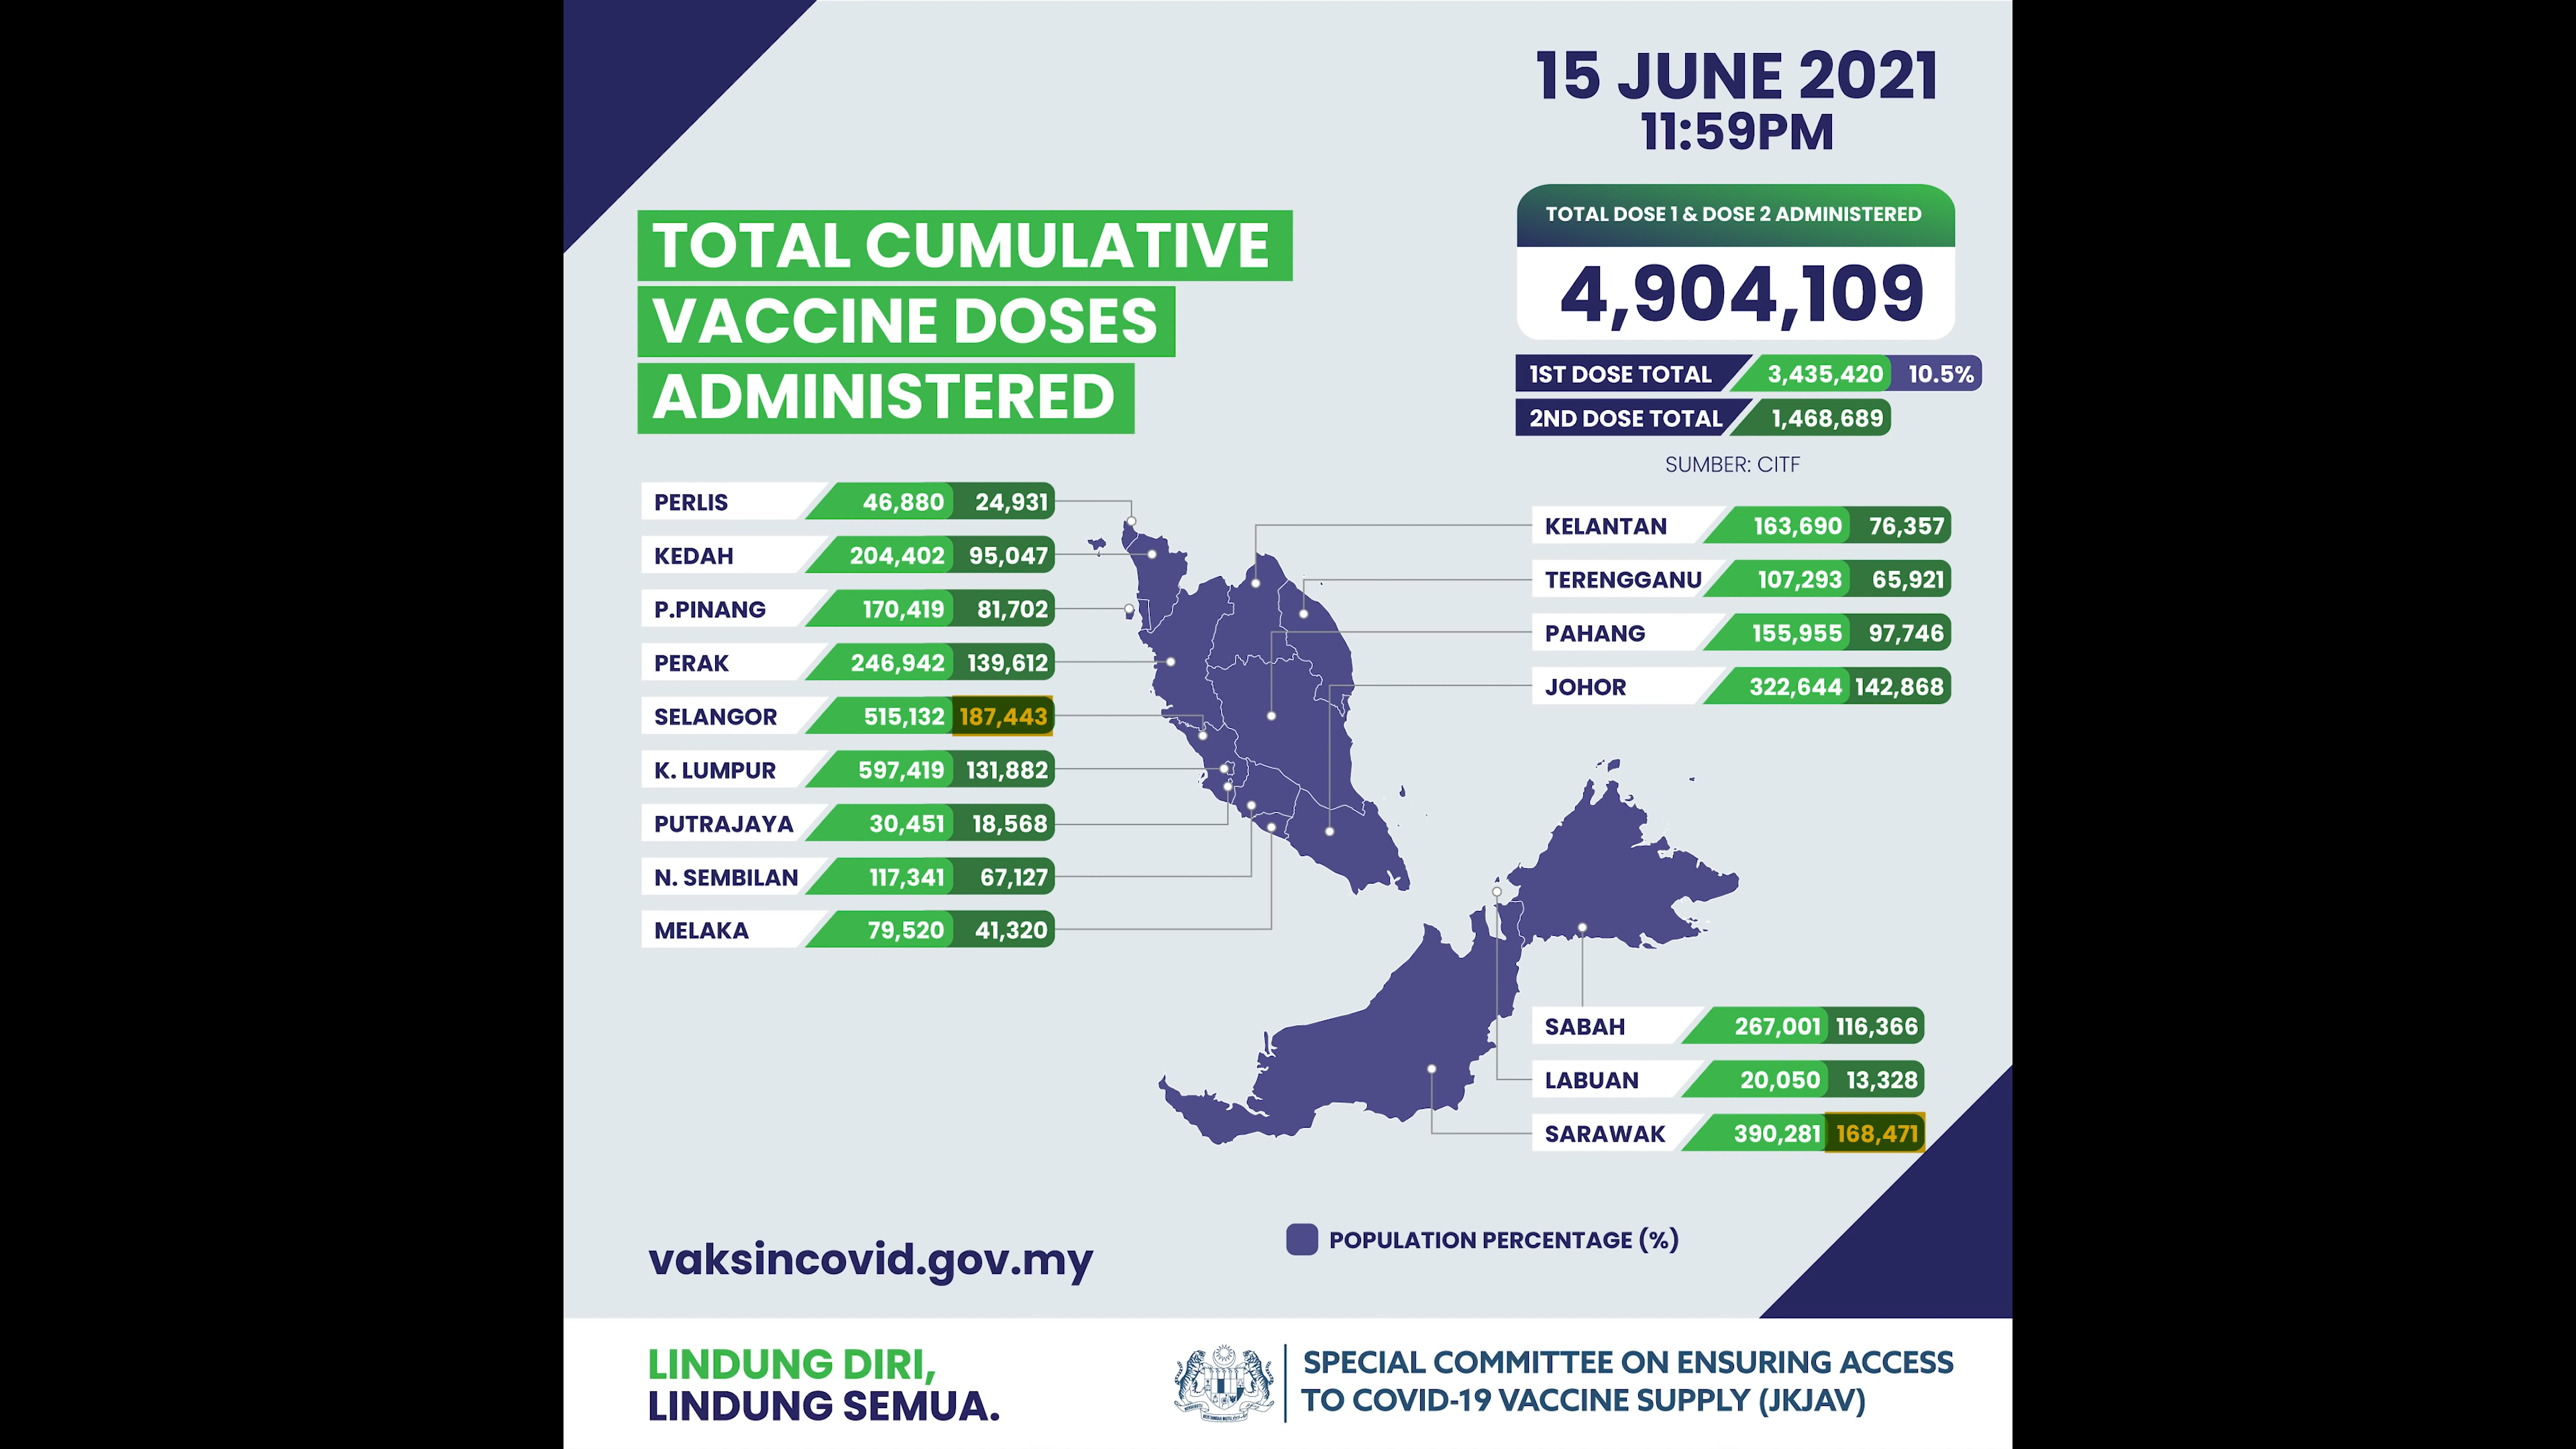 15 JUNE 2021
11:59PM
TOTAL CUMULATIVE
VACCINE DOSES
ADMINISTERED
TOTAL DOSE 1 & DOSE 2 ADMINISTERED
4,904,109
1ST DOSE TOTAL 3,435,420 10.5%
2ND DOSE TOTAL 1,468,689
SUMBER: CITF
PERLIS 46,880 24,931
KEDAH 204,402 95,047
P.PINANG 170,419 81,702
PERAK 246,942 139,612
SELANGOR 515,132 187,443
K. LUMPUR 597,419 131,882
PUTRAJAYA 30,451 18,568
N. SEMBILAN 117,341 67,127
MELAKA 79,520 41,320
KELANTAN 163,690 76,357
TERENGGANU 107,293 65,921
PAHANG 155,955 97,746
JOHOR 322,644 142,868
SABAH 267,001 116,366
LABUAN 20,050 13,328
SARAWAK 390,281 168,471
POPULATION PERCENTAGE (%)
vaksincovid.gov.my
LINDUNG DIRI,
LINDUNG SEMUA.
SPECIAL COMMITTEE ON ENSURING ACCESS
TO COVID-19 VACCINE SUPPLY (JKJAV)